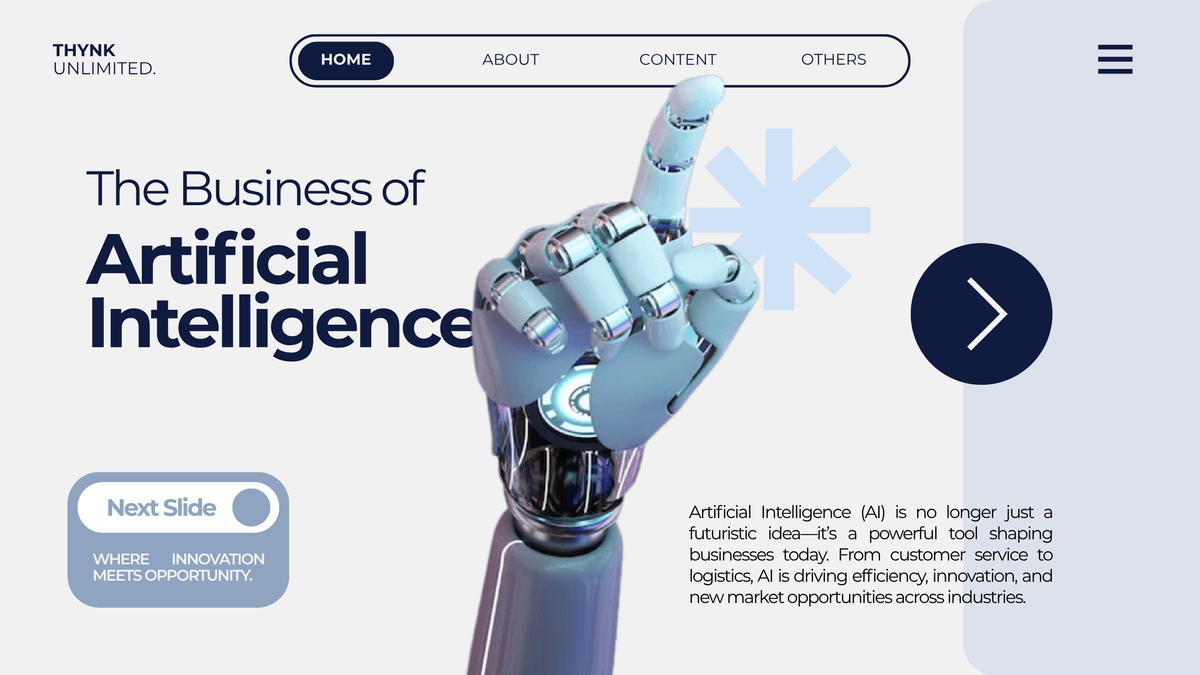 THYNK
UNLIMITED.
HOME
ABOUT
CONTENT
OTHERS
The Business of
Artificial
Intelligence
Next Slide
WHERE INNOVATION
MEETS OPPORTUNITY.
Artificial Intelligence (AI) is no longer just a
futuristic idea—it's a powerful tool shaping
businesses today. From customer service to
logistics, AI is driving efficiency, innovation, and
new market opportunities across industries.